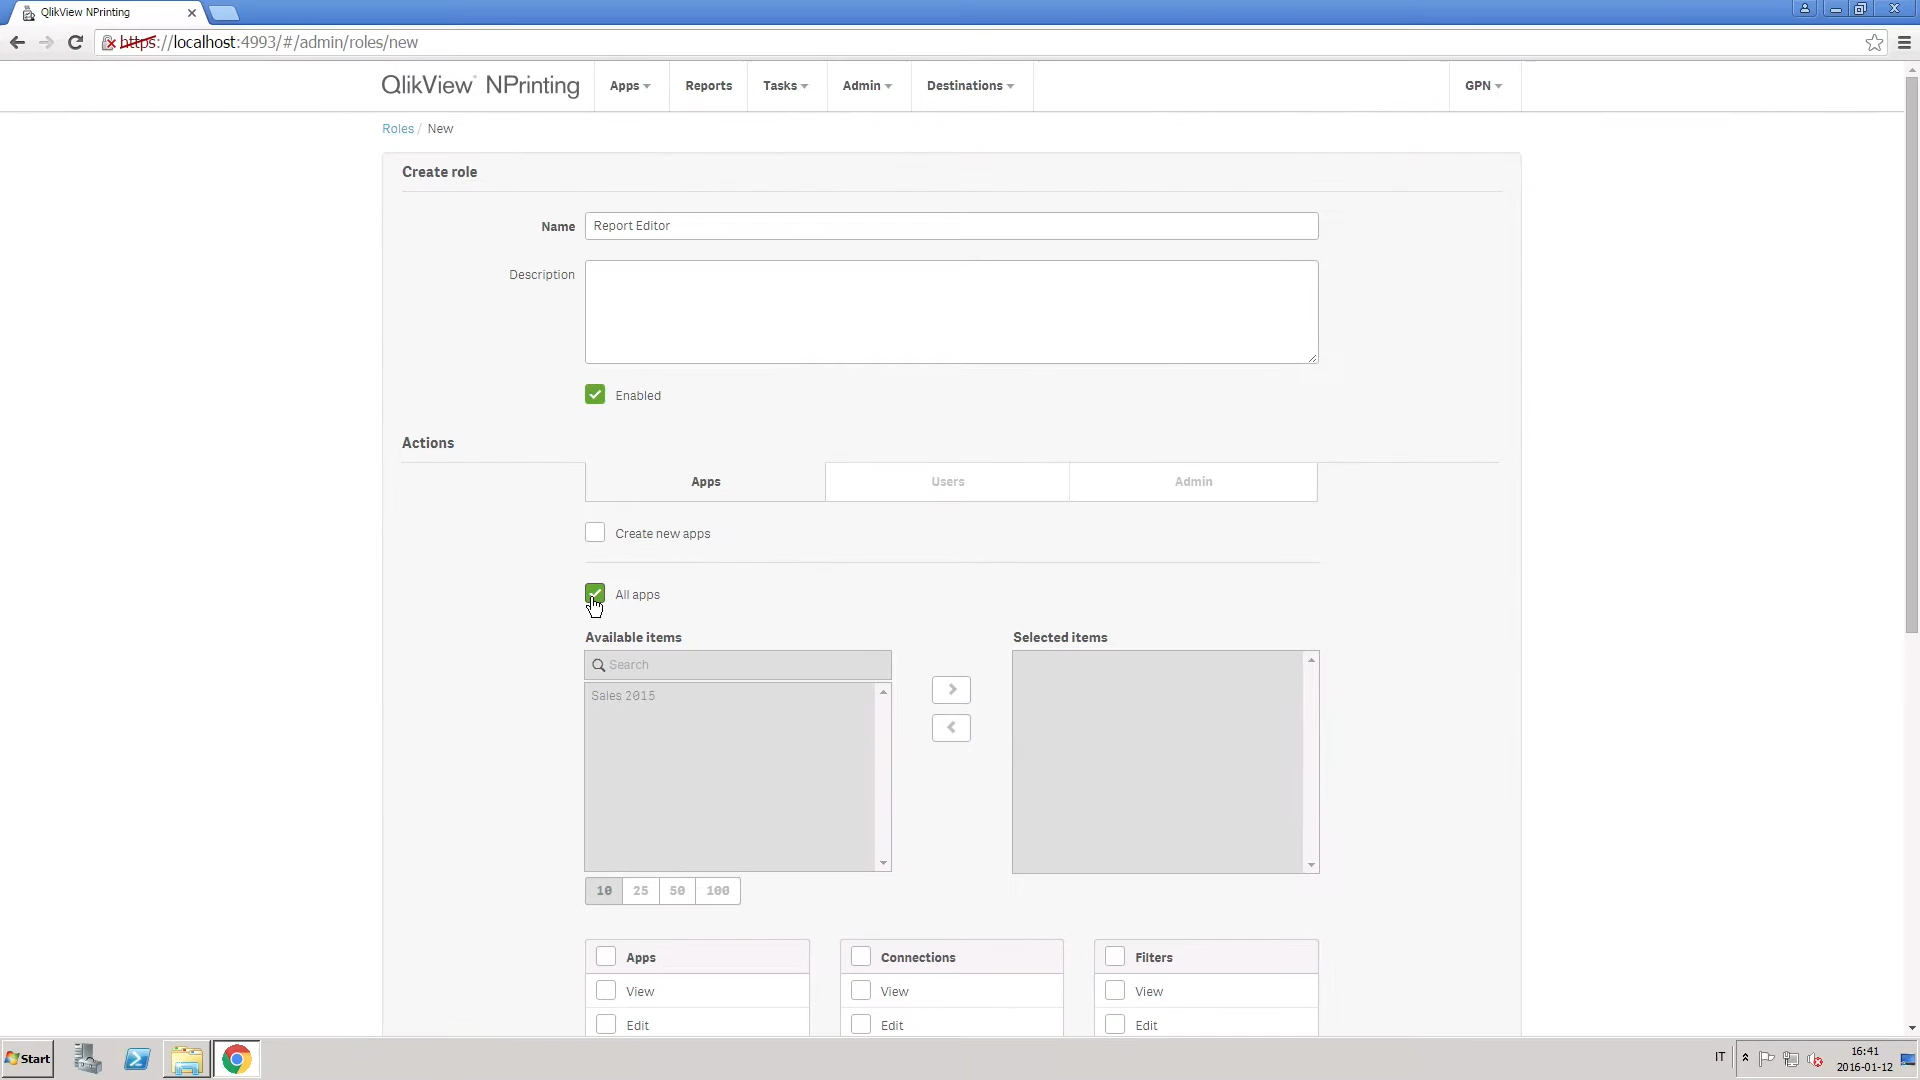 QlikView NPrinting
https://localhost:4993/#/admin/roles/new
QlikView NPrinting
Apps
Reports
Tasks
Admin
Destinations
GPN
Roles / New
Create role
Name
Report Editor
Description
Enabled
Actions
Apps
Users
Admin
Create new apps
All apps
Available items
Selected items
Search
Sales 2015
10
25
50
100
Apps
Connections
Filters
View
View
View
Edit
Edit
Edit
Start
IT
16:41
2016-01-12